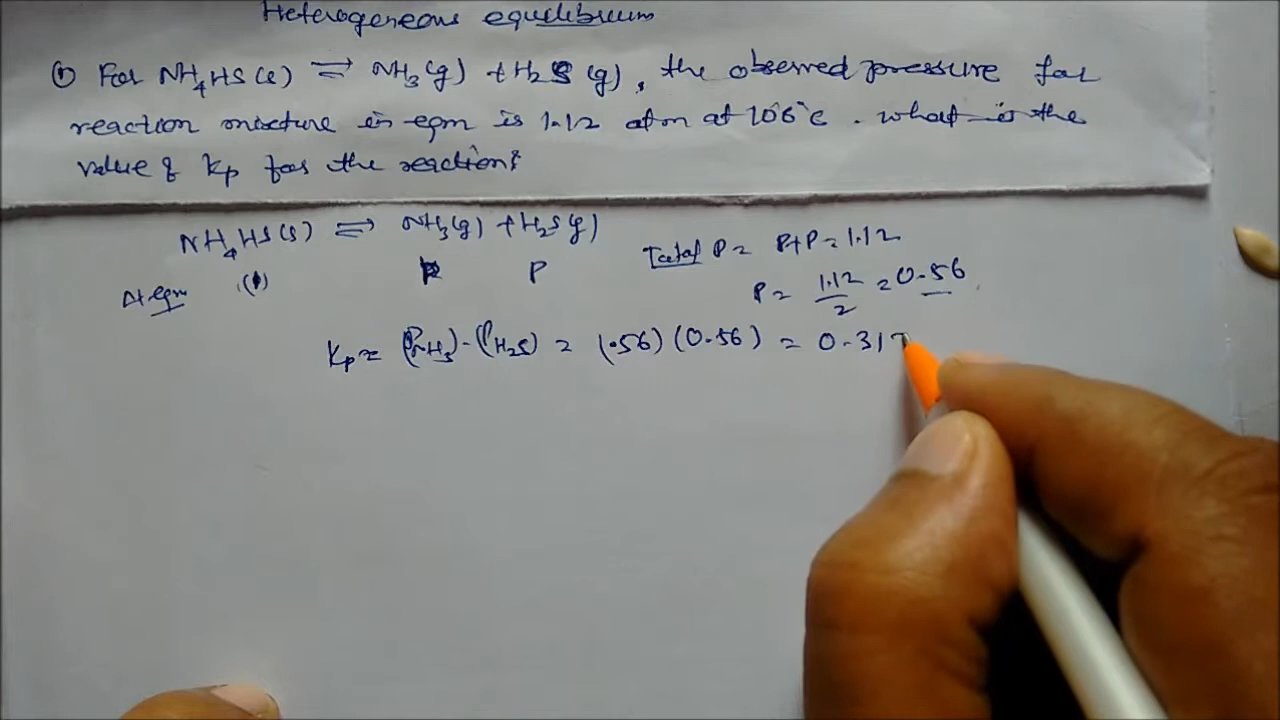 Heterogeneous equilibrium
① For NH4HS(s) ⇌ NH3(g) + H2S(g), the observed pressure for
reaction mixture in eqm is 1.12 atm at 106°C. what is the
value of Kp for the reaction?
NH4HS(s) ⇌ NH3(g) + H2S(g)
Total P = P+P = 1.12
At eqm (1) P P
P = 1.12/2 = 0.56
Kp = (PNH3)-(PH2S) = (.56)(0.56) = 0.31